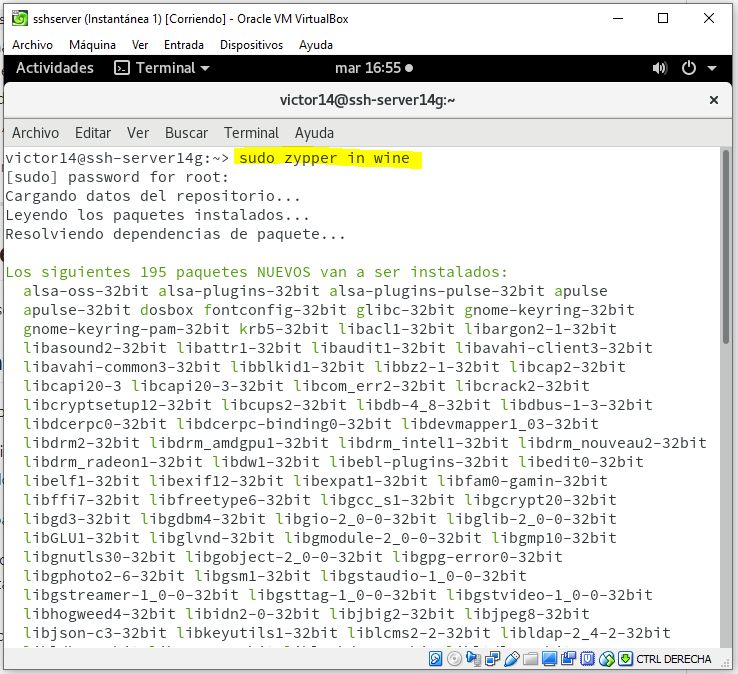 sshserver (Instantánea 1) [Corriendo] - Oracle VM VirtualBox
Archivo Máquina Ver Entrada Dispositivos Ayuda
Actividades Terminal mar 16:55
victor14@ssh-server14g:~
Archivo Editar Ver Buscar Terminal Ayuda
victor14@ssh-server14g:~> sudo zypper in wine
[sudo] password for root:
Cargando datos del repositorio...
Leyendo los paquetes instalados...
Resolviendo dependencias de paquete...
Los siguientes 195 paquetes NUEVOS van a ser instalados:
alsa-oss-32bit alsa-plugins-32bit alsa-plugins-pulse-32bit apulse
apulse-32bit dosbox fontconfig-32bit glibc-32bit gnome-keyring-32bit
gnome-keyring-pam-32bit krb5-32bit libacl1-32bit libargon2-1-32bit
libasound2-32bit libattr1-32bit libaudit1-32bit libavahi-client3-32bit
libavahi-common3-32bit libblkid1-32bit libbz2-1-32bit libcap2-32bit
libcapi20-3 libcapi20-3-32bit libcom_err2-32bit libcrack2-32bit
libcryptsetup12-32bit libcups2-32bit libdb-4_8-32bit libdbus-1-3-32bit
libdcerpc0-32bit libdcerpc-binding0-32bit libdevmapper1_03-32bit
libdrm2-32bit libdrm_amdgpu1-32bit libdrm_intel1-32bit libdrm_nouveau2-32bit
libdrm_radeon1-32bit libdw1-32bit libebl-plugins-32bit libedit0-32bit
libelf1-32bit libexif12-32bit libexpat1-32bit libfam0-gamin-32bit
libffi7-32bit libfreetype6-32bit libgcc_s1-32bit libgcrypt20-32bit
libgd3-32bit libgdbm4-32bit libgio-2_0-0-32bit libglib-2_0-0-32bit
libGLU1-32bit libglvnd-32bit libgmodule-2_0-0-32bit libgmp10-32bit
libgnutls30-32bit libgobject-2_0-0-32bit libgpg-error0-32bit
libgphoto2-6-32bit libgsm1-32bit libgstaudio-1_0-0-32bit
libgstreamer-1_0-0-32bit libgsttag-1_0-0-32bit libgstvideo-1_0-0-32bit
libhogweed4-32bit libidn2-0-32bit libjbig2-32bit libjpeg8-32bit
libjson-c3-32bit libkeyutils1-32bit liblcms2-2-32bit libldap-2_4-2-32bit
CTRL DERECHA